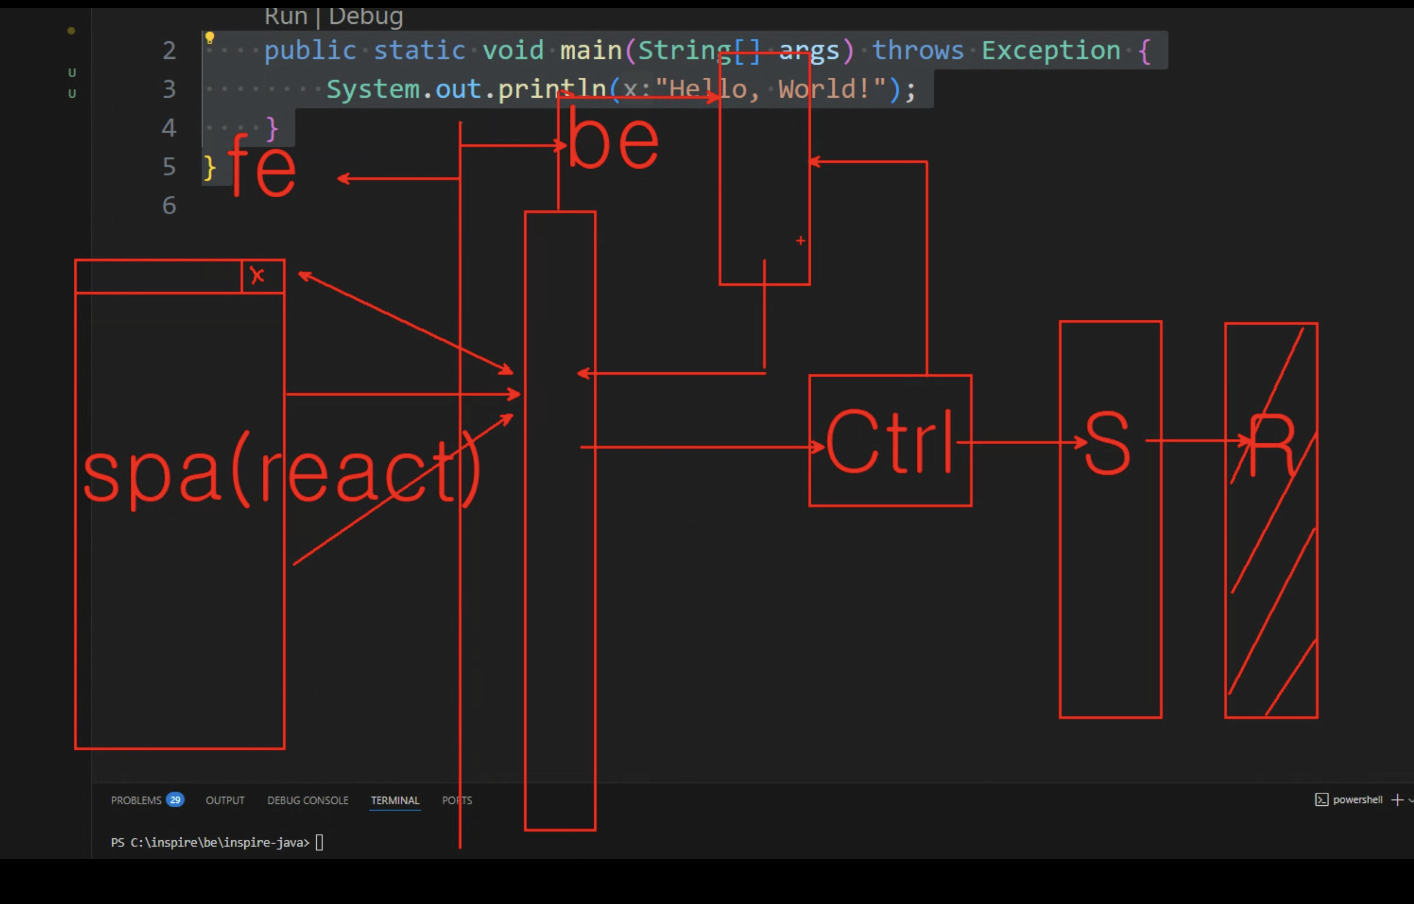 Run | Debug
2 public static void main(String[] args) throws Exception {
3 System.out.println(x:"Hello, World!");
4 }
5 }
6
fe
be
x
spa(react)
Ctrl
S
R
U
U
PROBLEMS 29 OUTPUT DEBUG CONSOLE TERMINAL PORTS
powershell
PS C:\inspire\be\inspire-java>